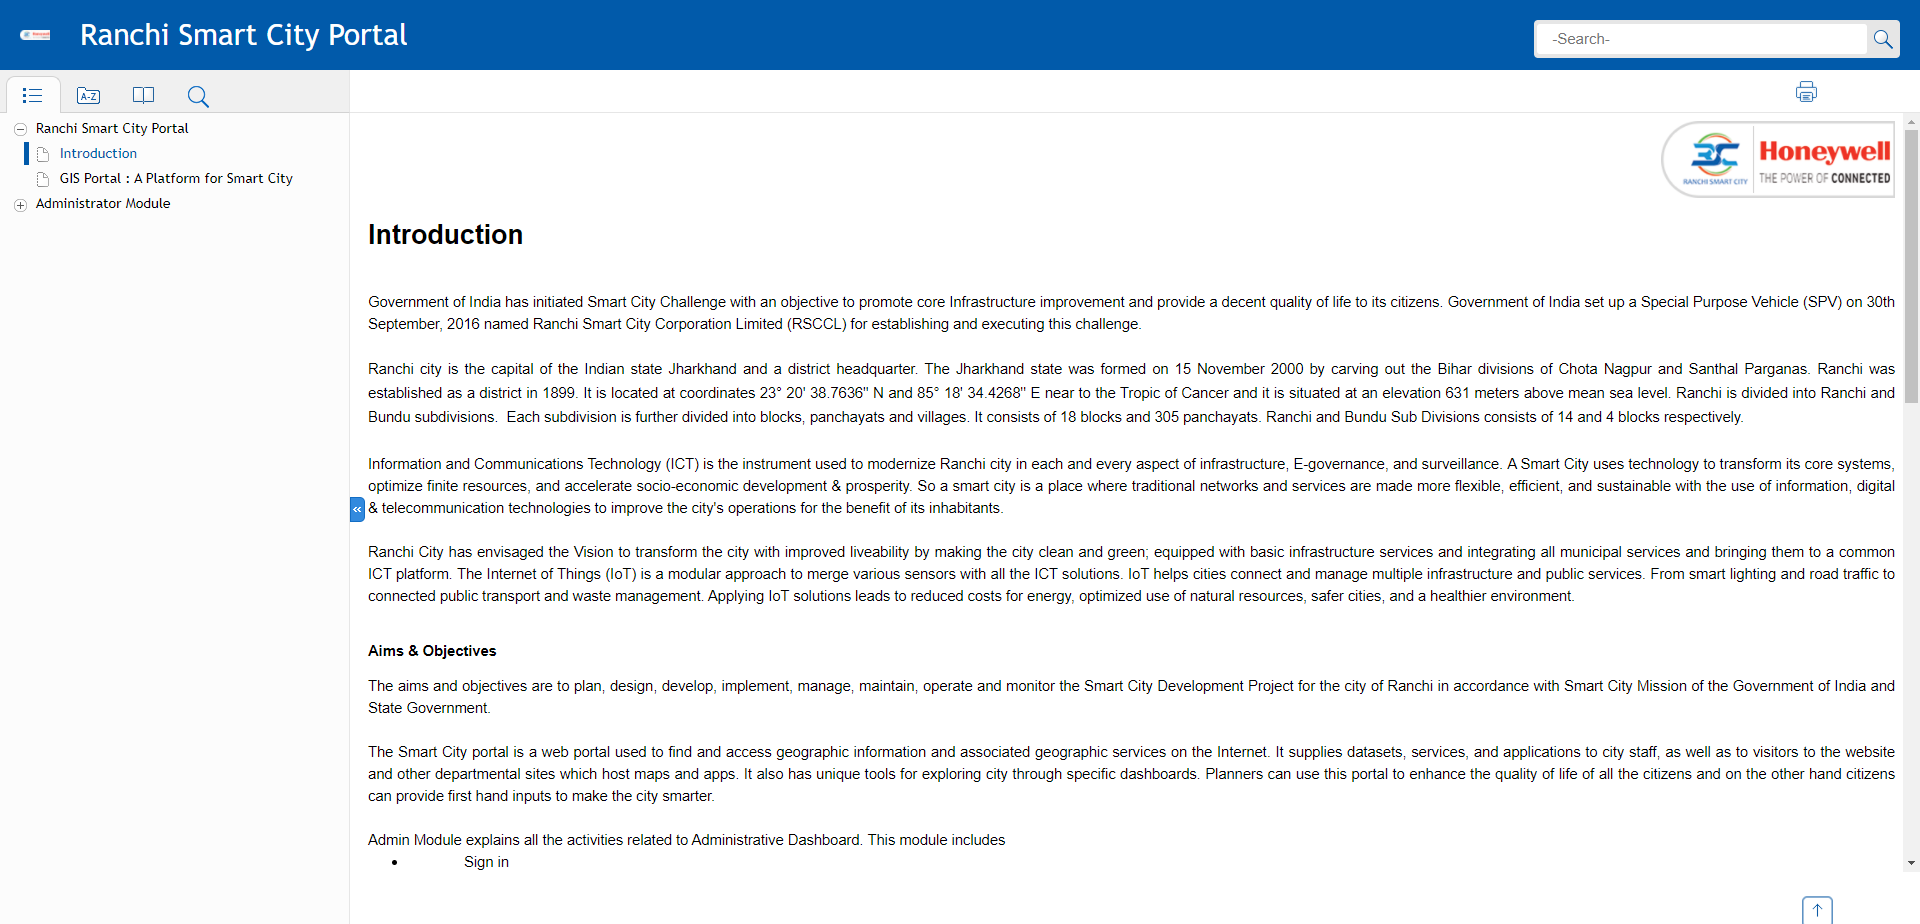 Ranchi Smart City Portal
-Search-
A-Z
Ranchi Smart City Portal
Introduction
GIS Portal : A Platform for Smart City
Administrator Module
RANCHI SMART CITY
Honeywell
THE POWER OF CONNECTED
Introduction
Government of India has initiated Smart City Challenge with an objective to promote core Infrastructure improvement and provide a decent quality of life to its citizens. Government of India set up a Special Purpose Vehicle (SPV) on 30th
September, 2016 named Ranchi Smart City Corporation Limited (RSCCL) for establishing and executing this challenge.
Ranchi city is the capital of the Indian state Jharkhand and a district headquarter. The Jharkhand state was formed on 15 November 2000 by carving out the Bihar divisions of Chota Nagpur and Santhal Parganas. Ranchi was
established as a district in 1899. It is located at coordinates 23° 20' 38.7636" N and 85° 18' 34.4268" E near to the Tropic of Cancer and it is situated at an elevation 631 meters above mean sea level. Ranchi is divided into Ranchi and
Bundu subdivisions.  Each subdivision is further divided into blocks, panchayats and villages. It consists of 18 blocks and 305 panchayats. Ranchi and Bundu Sub Divisions consists of 14 and 4 blocks respectively.
Information and Communications Technology (ICT) is the instrument used to modernize Ranchi city in each and every aspect of infrastructure, E-governance, and surveillance. A Smart City uses technology to transform its core systems,
optimize finite resources, and accelerate socio-economic development & prosperity. So a smart city is a place where traditional networks and services are made more flexible, efficient, and sustainable with the use of information, digital
& telecommunication technologies to improve the city's operations for the benefit of its inhabitants.
Ranchi City has envisaged the Vision to transform the city with improved liveability by making the city clean and green; equipped with basic infrastructure services and integrating all municipal services and bringing them to a common
ICT platform. The Internet of Things (IoT) is a modular approach to merge various sensors with all the ICT solutions. IoT helps cities connect and manage multiple infrastructure and public services. From smart lighting and road traffic to
connected public transport and waste management. Applying IoT solutions leads to reduced costs for energy, optimized use of natural resources, safer cities, and a healthier environment.
Aims & Objectives
The aims and objectives are to plan, design, develop, implement, manage, maintain, operate and monitor the Smart City Development Project for the city of Ranchi in accordance with Smart City Mission of the Government of India and
State Government.
The Smart City portal is a web portal used to find and access geographic information and associated geographic services on the Internet. It supplies datasets, services, and applications to city staff, as well as to visitors to the website
and other departmental sites which host maps and apps. It also has unique tools for exploring city through specific dashboards. Planners can use this portal to enhance the quality of life of all the citizens and on the other hand citizens
can provide first hand inputs to make the city smarter.
Admin Module explains all the activities related to Administrative Dashboard. This module includes
• Sign in